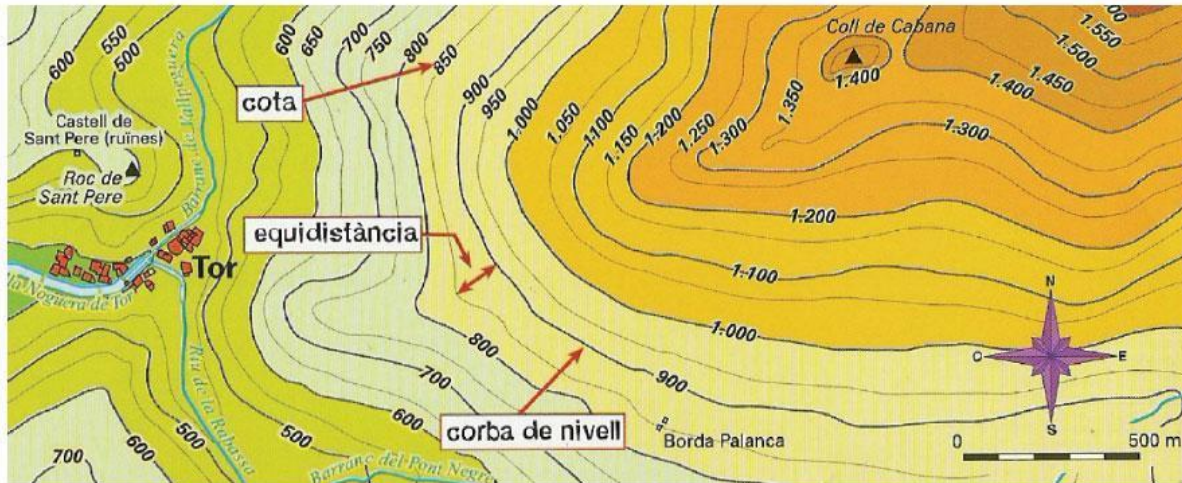 600
550
500
600
650
700
750
800
850
900
950
1.000
1.050
1100
1.150
1.200
1.250
1.300
1.350
Coll de Cabana
1.400
1.550
1.500
1.450
1.400
1.300
1.200
1.100
1.000
cota
Castell de
Sant Pere (ruïnes)
Roc de
Sant Pere
Barranc de Vallpeguera
equidistància
Tor
la Noguera de Tor
Riu de la Rabassa
800
700
600
500
500
700
600
900
corba de nivell
Borda Palanca
Barranc del Pont Negre
N
O
E
S
0
500 m